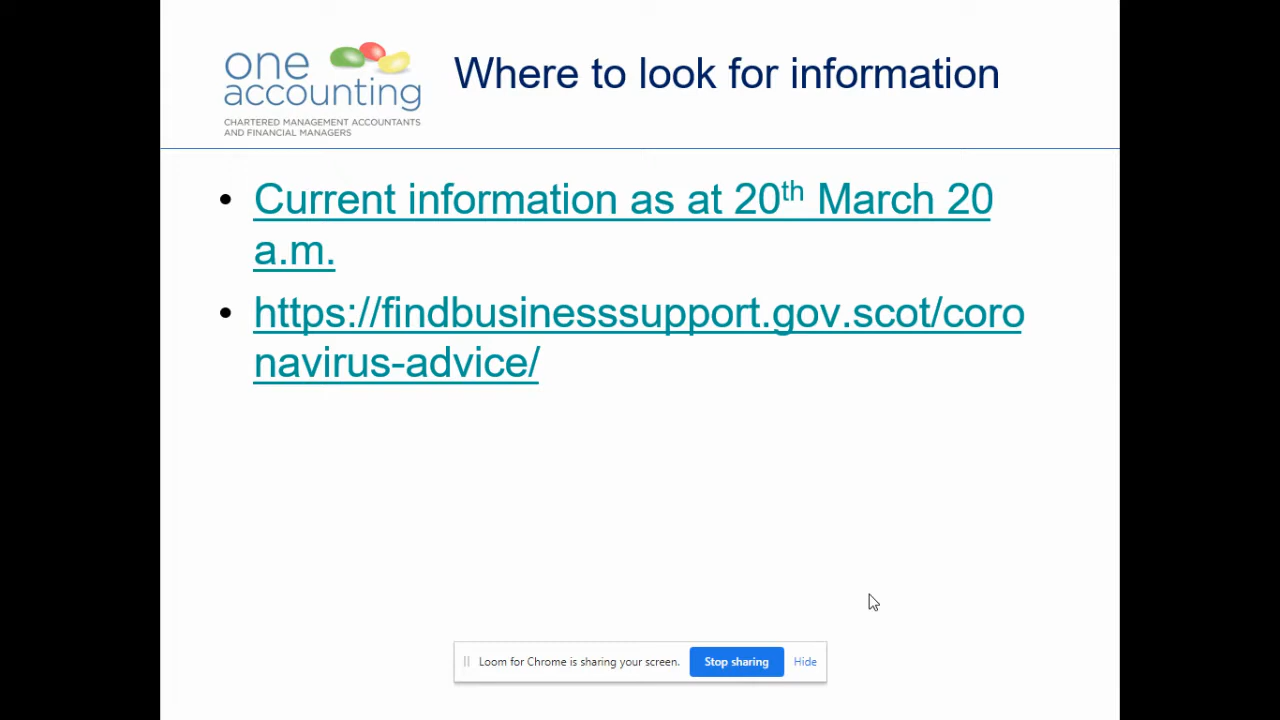 one
accounting
CHARTERED MANAGEMENT ACCOUNTANTS
AND FINANCIAL MANAGERS
Where to look for information
• Current information as at 20th March 20
a.m.
• https://findbusinesssupport.gov.scot/coro
navirus-advice/
Loom for Chrome is sharing your screen. Stop sharing Hide